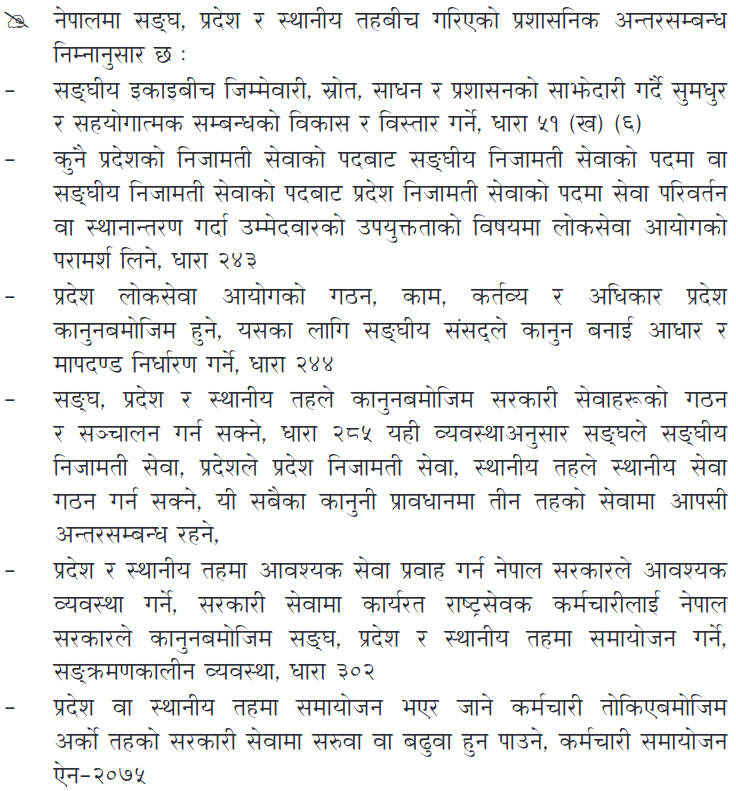 ✍ नेपालमा सङ्घ, प्रदेश र स्थानीय तहबीच गरिएको प्रशासनिक अन्तरसम्बन्ध
निम्नानुसार छ :
– सङ्घीय इकाइबीच जिम्मेवारी, स्रोत, साधन र प्रशासनको साझेदारी गर्दै सुमधुर
र सहयोगात्मक सम्बन्धको विकास र विस्तार गर्ने, धारा ५१ (ख) (६)
– कुनै प्रदेशको निजामती सेवाको पदबाट सङ्घीय निजामती सेवाको पदमा वा
सङ्घीय निजामती सेवाको पदबाट प्रदेश निजामती सेवाको पदमा सेवा परिवर्तन
वा स्थानान्तरण गर्दा उम्मेदवारको उपयुक्तताको विषयमा लोकसेवा आयोगको
परामर्श लिने, धारा २४३
– प्रदेश लोकसेवा आयोगको गठन, काम, कर्तव्य र अधिकार प्रदेश
कानुनबमोजिम हुने, यसका लागि सङ्घीय संसद्ले कानुन बनाई आधार र
मापदण्ड निर्धारण गर्ने, धारा २४४
– सङ्घ, प्रदेश र स्थानीय तहले कानुनबमोजिम सरकारी सेवाहरूको गठन
र सञ्चालन गर्न सक्ने, धारा २८५ यही व्यवस्थाअनुसार सङ्घले सङ्घीय
निजामती सेवा, प्रदेशले प्रदेश निजामती सेवा, स्थानीय तहले स्थानीय सेवा
गठन गर्न सक्ने, यी सबैका कानुनी प्रावधानमा तीन तहको सेवामा आपसी
अन्तरसम्बन्ध रहने,
– प्रदेश र स्थानीय तहमा आवश्यक सेवा प्रवाह गर्न नेपाल सरकारले आवश्यक
व्यवस्था गर्ने, सरकारी सेवामा कार्यरत राष्ट्रसेवक कर्मचारीलाई नेपाल
सरकारले कानुनबमोजिम सङ्घ, प्रदेश र स्थानीय तहमा समायोजन गर्ने,
सङ्क्रमणकालीन व्यवस्था, धारा ३०२
– प्रदेश वा स्थानीय तहमा समायोजन भएर जाने कर्मचारी तोकिएबमोजिम
अर्को तहको सरकारी सेवामा सरुवा वा बढुवा हुन पाउने, कर्मचारी समायोजन
ऐन–२०७५